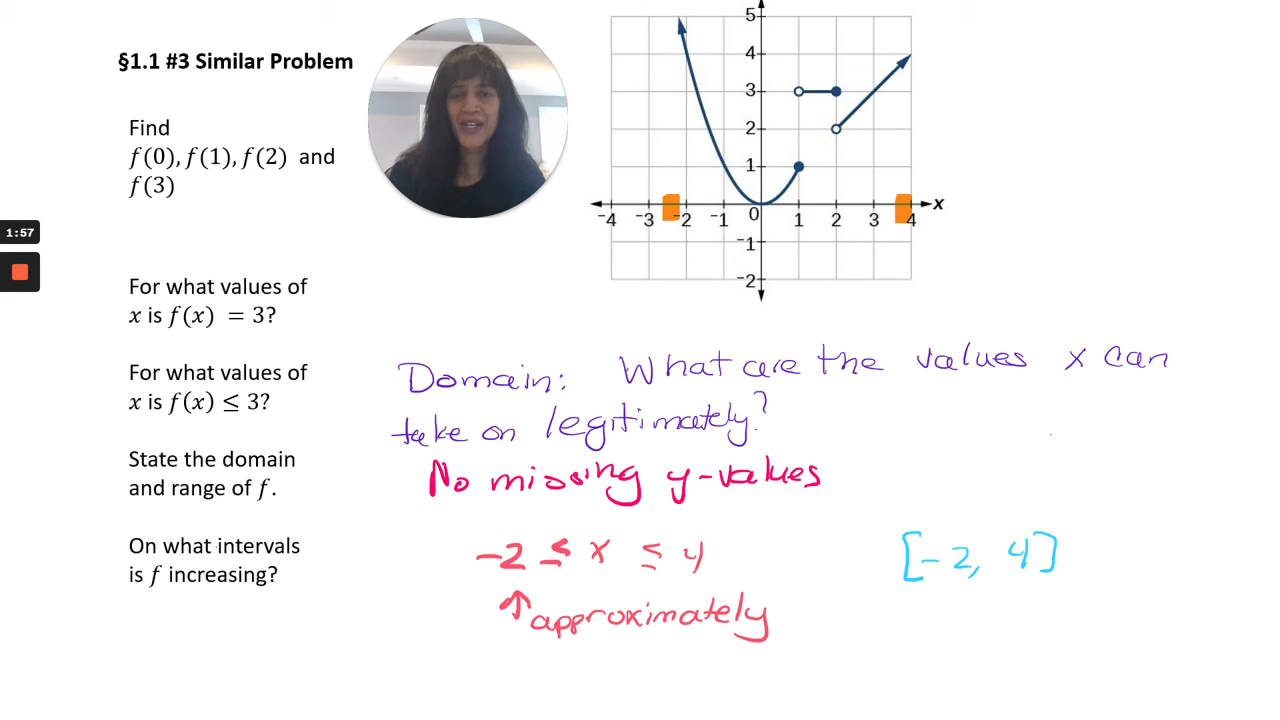 §1.1 #3 Similar Problem
Find
f(0), f(1), f(2) and
f(3)
1:57
For what values of
x is f(x) = 3?
For what values of
x is f(x) ≤ 3?
State the domain
and range of f.
On what intervals
is f increasing?
5
4
3
2
1
-4 -3 -2 -1 0 1 2 3 4 x
-1
-2
Domain: What are the values x can
take on legitimately?
No missing y-values
-2 ≤ x ≤ 4
[-2, 4]
↑ approximately